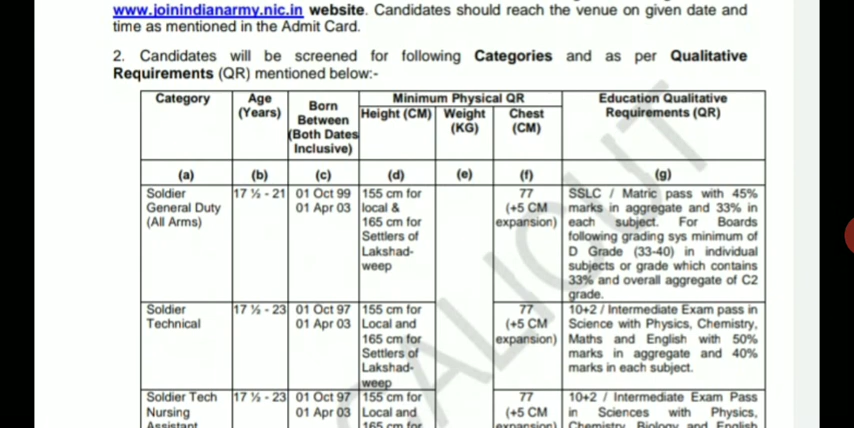 www.joinindianarmy.nic.in website. Candidates should reach the venue on given date and
time as mentioned in the Admit Card.
2. Candidates will be screened for following Categories and as per Qualitative
Requirements (QR) mentioned below:-
Category
Age
(Years)
Born
Between
(Both Dates
Inclusive)
Minimum Physical QR
Height (CM)
Weight
(KG)
Chest
(CM)
Education Qualitative
Requirements (QR)
(a)
(b)
(c)
(d)
(e)
(f)
(g)
Soldier
General Duty
(All Arms)
17 ½ - 21
01 Oct 99
01 Apr 03
155 cm for
local &
165 cm for
Settlers of
Lakshad-
weep
77
(+5 CM
expansion)
SSLC / Matric pass with 45%
marks in aggregate and 33% in
each subject. For Boards
following grading sys minimum of
D Grade (33-40) in individual
subjects or grade which contains
33% and overall aggregate of C2
grade.
Soldier
Technical
17 ½ - 23
01 Oct 97
01 Apr 03
155 cm for
Local and
165 cm for
Settlers of
Lakshad-
weep
77
(+5 CM
expansion)
10+2 / Intermediate Exam pass in
Science with Physics, Chemistry,
Maths and English with 50%
marks in aggregate and 40%
marks in each subject.
Soldier Tech
Nursing
Assistant
17 ½ - 23
01 Oct 97
01 Apr 03
155 cm for
Local and
165 cm for
77
(+5 CM
expansion)
10+2 / Intermediate Exam Pass
in Sciences with Physics,
Chemistry, Biology and English
CALICUT